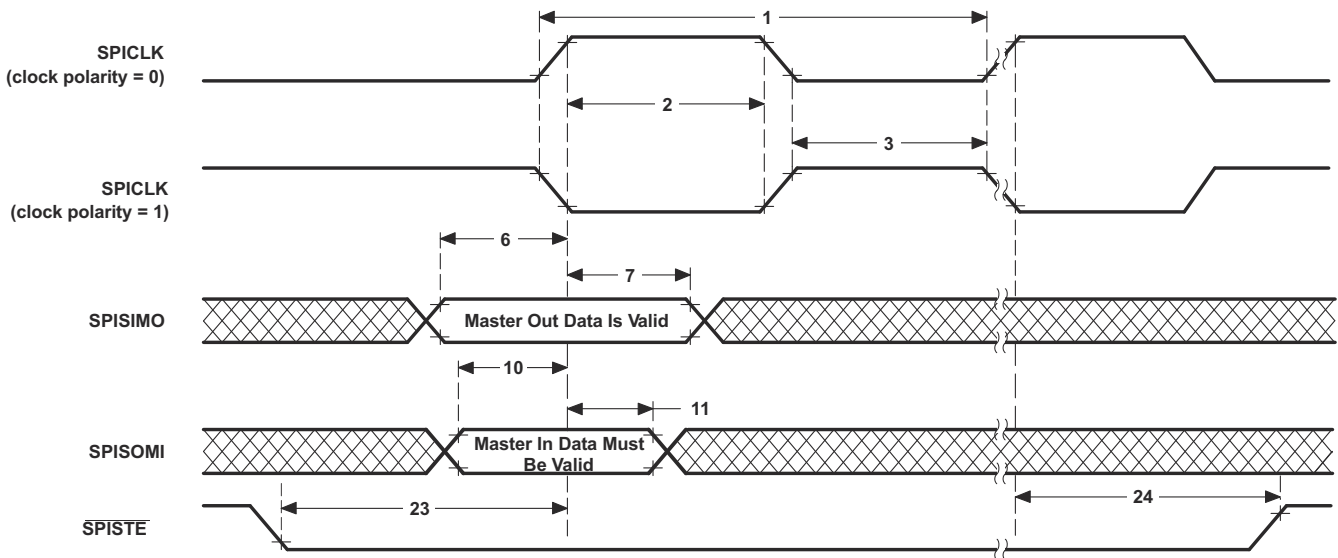 1
SPICLK
(clock polarity = 0)
2
3
SPICLK
(clock polarity = 1)
6
7
SPISIMO
Master Out Data Is Valid
10
11
SPISOMI
Master In Data Must
Be Valid
23
24
SPISTE